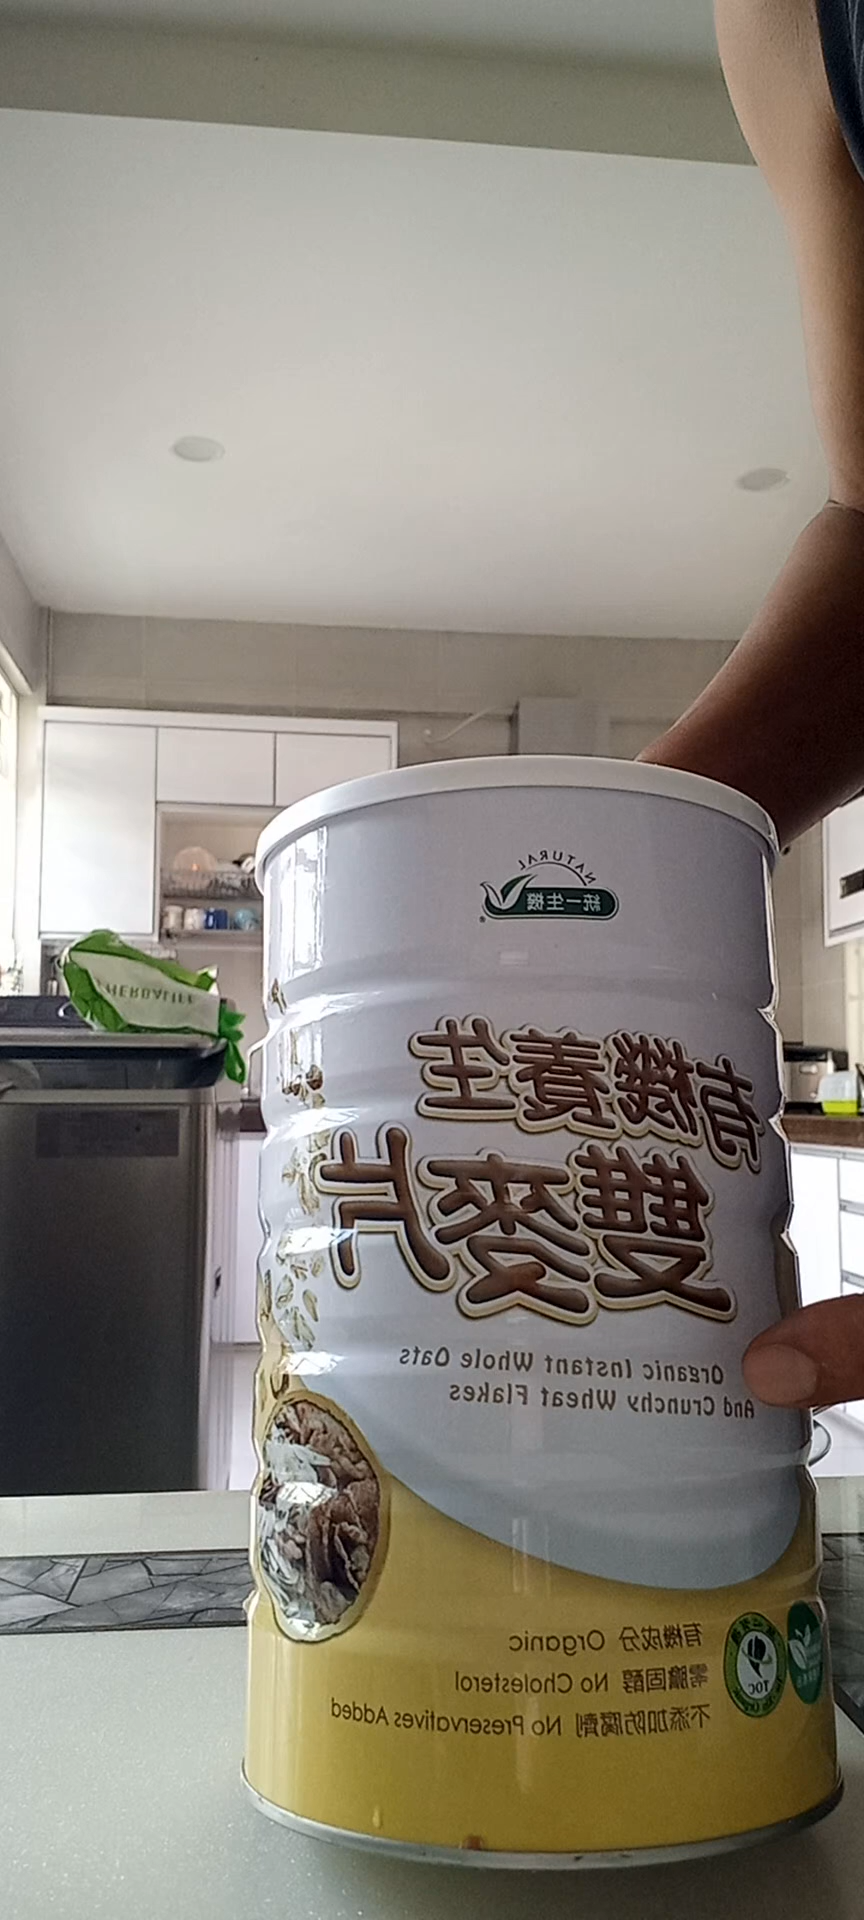 HERBALIFE
NATURAL
統一生機
®
有機養生
雙麥片
Organic Instant Whole Oats
And Crunchy Wheat Flakes
有機成分 Organic
零膽固醇 No Cholesterol
不添加防腐劑 No Preservatives Added
TOC